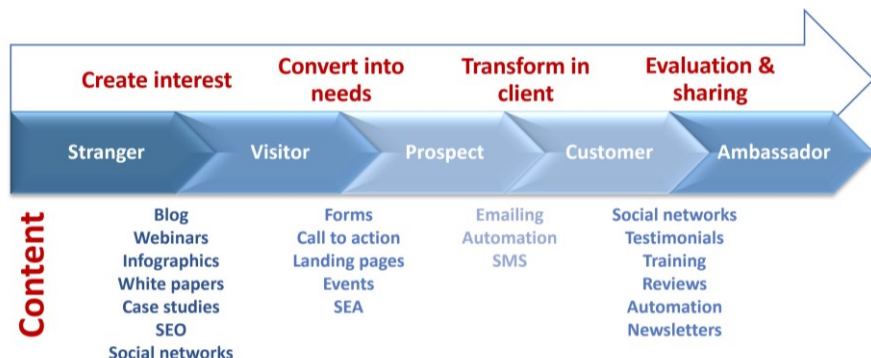 Create interest
Convert into
needs
Transform in
client
Evaluation &
sharing
Stranger
Visitor
Prospect
Customer
Ambassador
Content
Blog
Webinars
Infographics
White papers
Case studies
SEO
Social networks
Forms
Call to action
Landing pages
Events
SEA
Emailing
Automation
SMS
Social networks
Testimonials
Training
Reviews
Automation
Newsletters